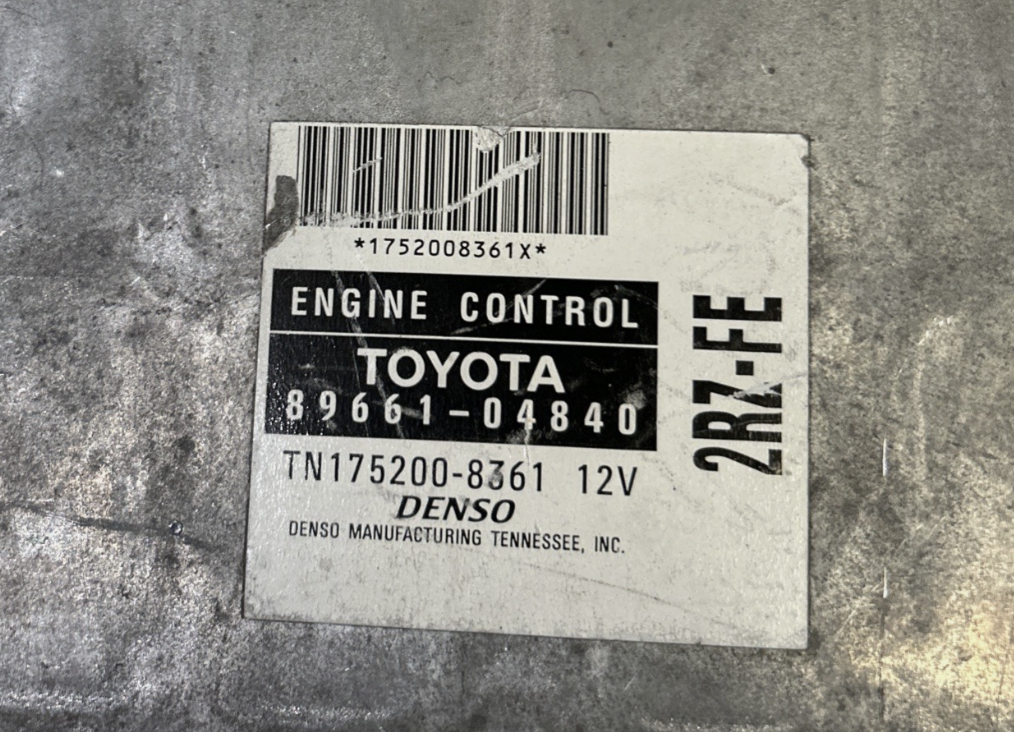 *1752008361X*
ENGINE CONTROL
TOYOTA
89661-04840
TN175200-8361 12V
DENSO
DENSO MANUFACTURING TENNESSEE, INC.
2RZ-FE